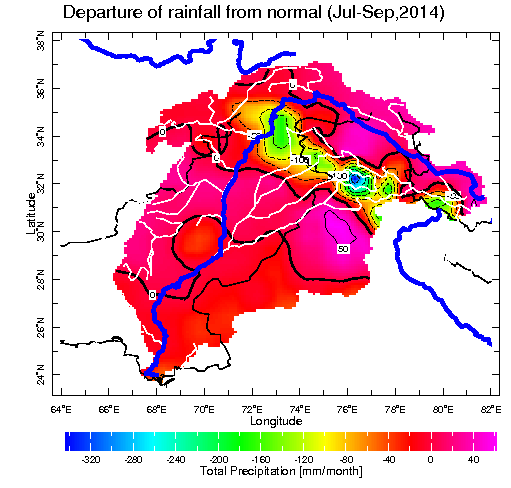 Departure of rainfall from normal (Jul-Sep,2014)
38°N
36°N
34°N
32°N
30°N
28°N
26°N
24°N
Latitude
0
0
0
-100
-100
50
0
64°E 66°E 68°E 70°E 72°E 74°E 76°E 78°E 80°E 82°E
Longitude
-320 -280 -240 -200 -160 -120 -80 -40 0 40
Total Precipitation [mm/month]